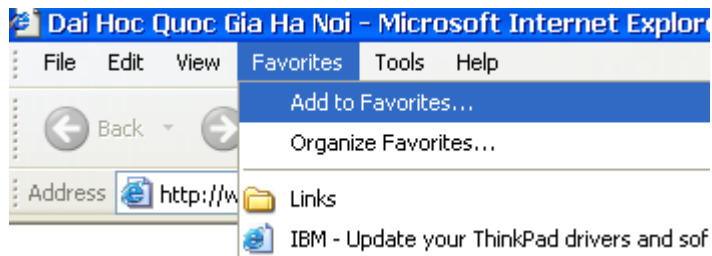 Dai Hoc Quoc Gia Ha Noi - Microsoft Internet Explore
File Edit View Favorites Tools Help
Add to Favorites...
Back
Organize Favorites...
Address http://w
Links
IBM - Update your ThinkPad drivers and sof